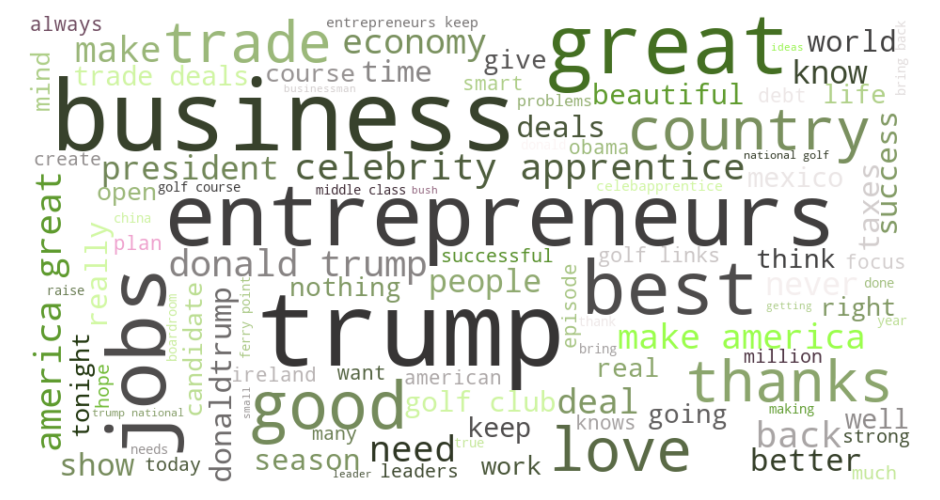 always
entrepreneurs keep
make
trade
economy
great
ideas
world
bring back
mind
trade deals
course
time
give
smart
know
businessman
business
problems
beautiful
debt
life
deals
country
success
create
obama
donald
president
celebrity apprentice
national golf
open
golf course
middle class
bush
celebapprentice
mexico
taxes
america great
china
plan
entrepreneurs
really
donald trump
successful
golf links
think
focus
raise
jobs
nothing
people
best
never
done
boardroom
candidate
donaldtrump
ferry point
trump
episode
getting
right
year
thank
make america
tonight
hope
bring
million
ireland
want
american
real
thanks
trump national
small
good
golf club
deal
knows
going
making
well
needs
many
keep
back
strong
show
today
season
need
true
leader
leaders
work
love
better
much